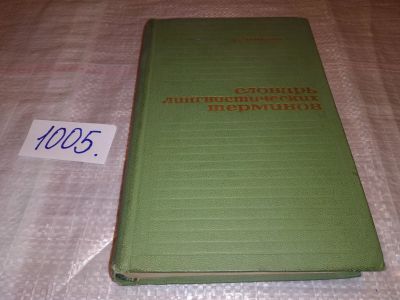 словарь
лингвистических
терминов
1005.